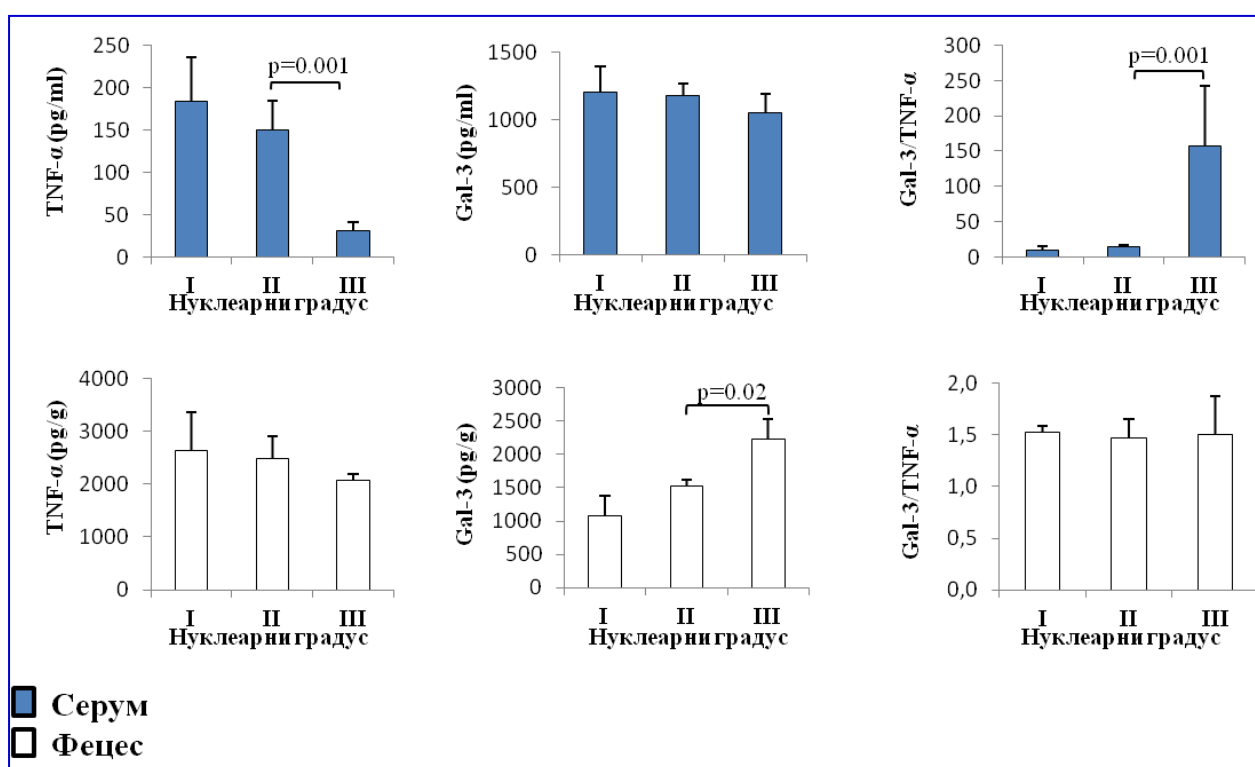 TNF-α (pg/ml)
250
200
150
100
50
0
p=0.001
I II III
Нуклеарни градус
Gal-3 (pg/ml)
1500
1000
500
0
I II III
Нуклеарни градус
Gal-3/TNF-α
300
250
200
150
100
50
0
p=0.001
I II III
Нуклеарни градус
TNF-α (pg/g)
4000
3000
2000
1000
0
I II III
Нуклеарни градус
Gal-3 (pg/g)
3000
2500
2000
1500
1000
500
0
p=0.02
I II III
Нуклеарни градус
Gal-3/TNF-α
2,0
1,5
1,0
0,5
0,0
I II III
Нуклеарни градус
Серум
Фецес